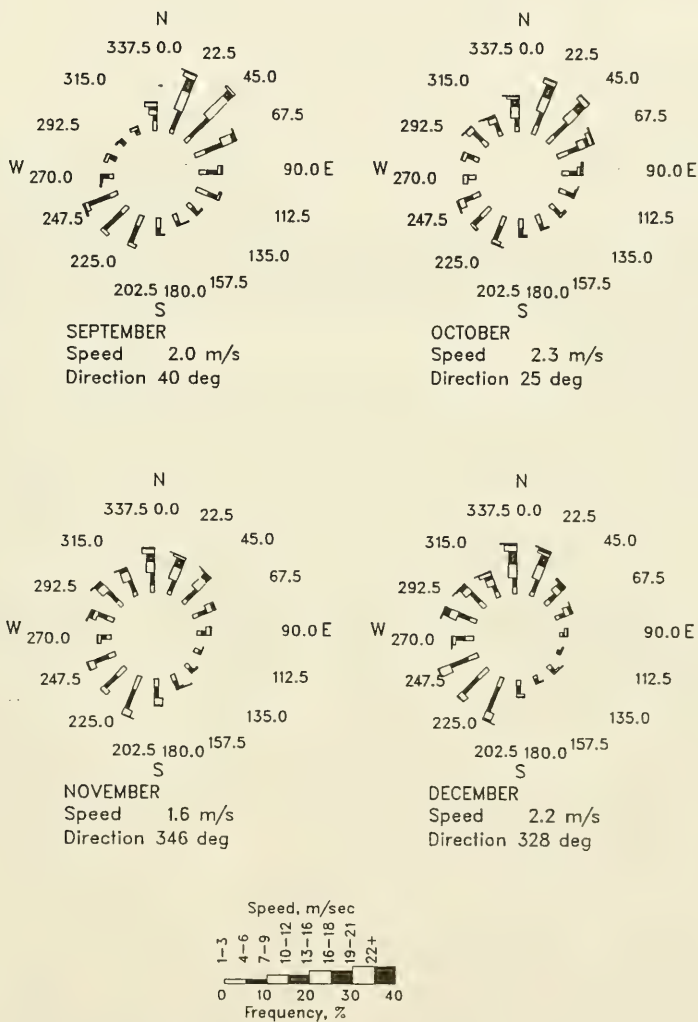 N
337.5 0.0 22.5
315.0 45.0
292.5 67.5
W 270.0 90.0 E
247.5 112.5
225.0 135.0
202.5 180.0 157.5
S
SEPTEMBER
Speed 2.0 m/s
Direction 40 deg
N
337.5 0.0 22.5
315.0 45.0
292.5 67.5
W 270.0 90.0 E
247.5 112.5
225.0 135.0
202.5 180.0 157.5
S
OCTOBER
Speed 2.3 m/s
Direction 25 deg
N
337.5 0.0 22.5
315.0 45.0
292.5 67.5
W 270.0 90.0 E
247.5 112.5
225.0 135.0
202.5 180.0 157.5
S
NOVEMBER
Speed 1.6 m/s
Direction 346 deg
N
337.5 0.0 22.5
315.0 45.0
292.5 67.5
W 270.0 90.0 E
247.5 112.5
225.0 135.0
202.5 180.0 157.5
S
DECEMBER
Speed 2.2 m/s
Direction 328 deg
Speed, m/sec
1-3 4-6 7-9 10-12 13-16 16-18 19-21 22+
0 10 20 30 40
Frequency, %